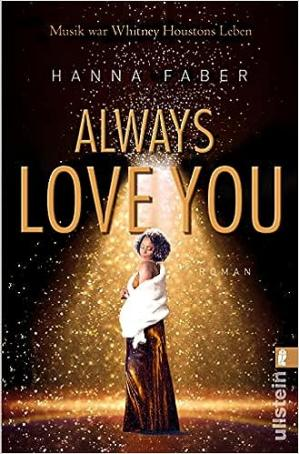 Musik war Whitney Houstons Leben
HANNA FABER
ALWAYS
LOVE YOU
ROMAN
ullstein